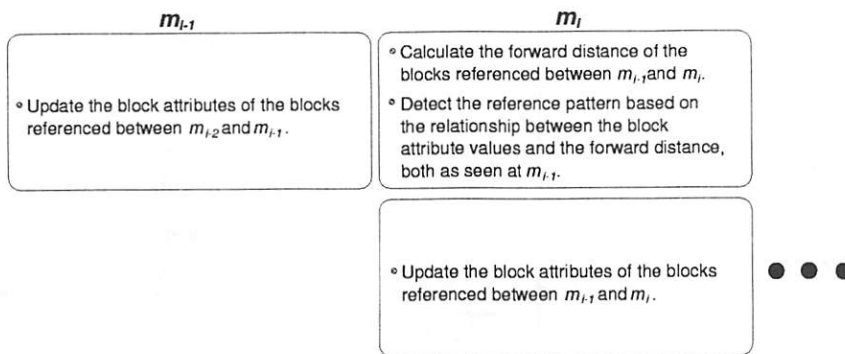 m_{i-1}
m_i
∘ Update the block attributes of the blocks
referenced between m_{i-2} and m_{i-1}.
∘ Calculate the forward distance of the
blocks referenced between m_{i-1} and m_i.
∘ Detect the reference pattern based on
the relationship between the block
attribute values and the forward distance,
both as seen at m_{i-1}.
∘ Update the block attributes of the blocks
referenced between m_{i-1} and m_i.